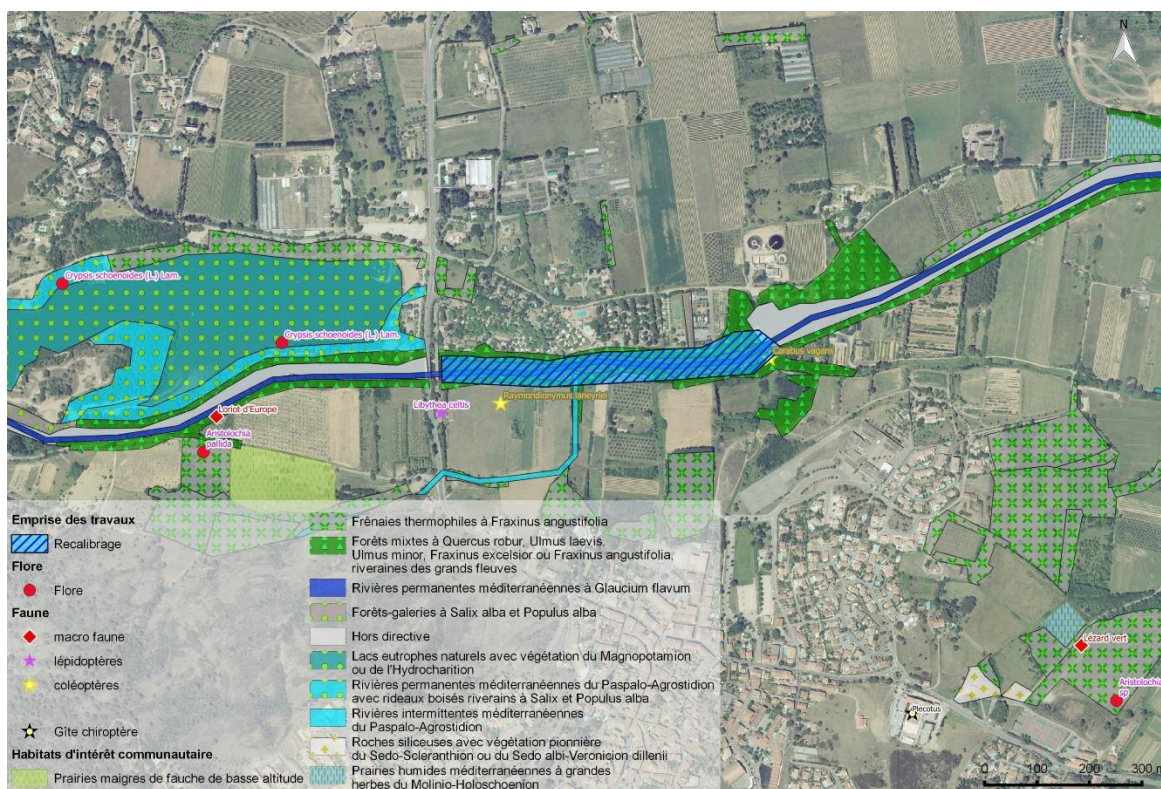 N
Crypsis schoenoides (L.) Lam.
Crypsis schoenoides (L.) Lam.
Carabus vagans
Raymondionymus laneyriei
Libythea celtis
Loriot d'Europe
Aristolochia
pallida
Lézard vert
Aristolochia
sp
Plecotus
Emprise des travaux
Recalibrage
Flore
Flore
Faune
macro faune
lépidoptères
coléoptères
Gîte chiroptère
Habitats d'intérêt communautaire
Prairies maigres de fauche de basse altitude
Frênaies thermophiles à Fraxinus angustifolia
Forêts mixtes à Quercus robur, Ulmus laevis,
Ulmus minor, Fraxinus excelsior ou Fraxinus angustifolia,
riveraines des grands fleuves
Rivières permanentes méditerranéennes à Glaucium flavum
Forêts-galeries à Salix alba et Populus alba
Hors directive
Lacs eutrophes naturels avec végétation du Magnopotamion
ou de l'Hydrocharition
Rivières permanentes méditerranéennes du Paspalo-Agrostidion
avec rideaux boisés riverains à Salix et Populus alba
Rivières intermittentes méditerranéennes
du Paspalo-Agrostidion
Roches siliceuses avec végétation pionnière
du Sedo-Scleranthion ou du Sedo albi-Veronicion dillenii
Prairies humides méditerranéennes à grandes
herbes du Molinio-Holoschoenion
0 100 200 300 m